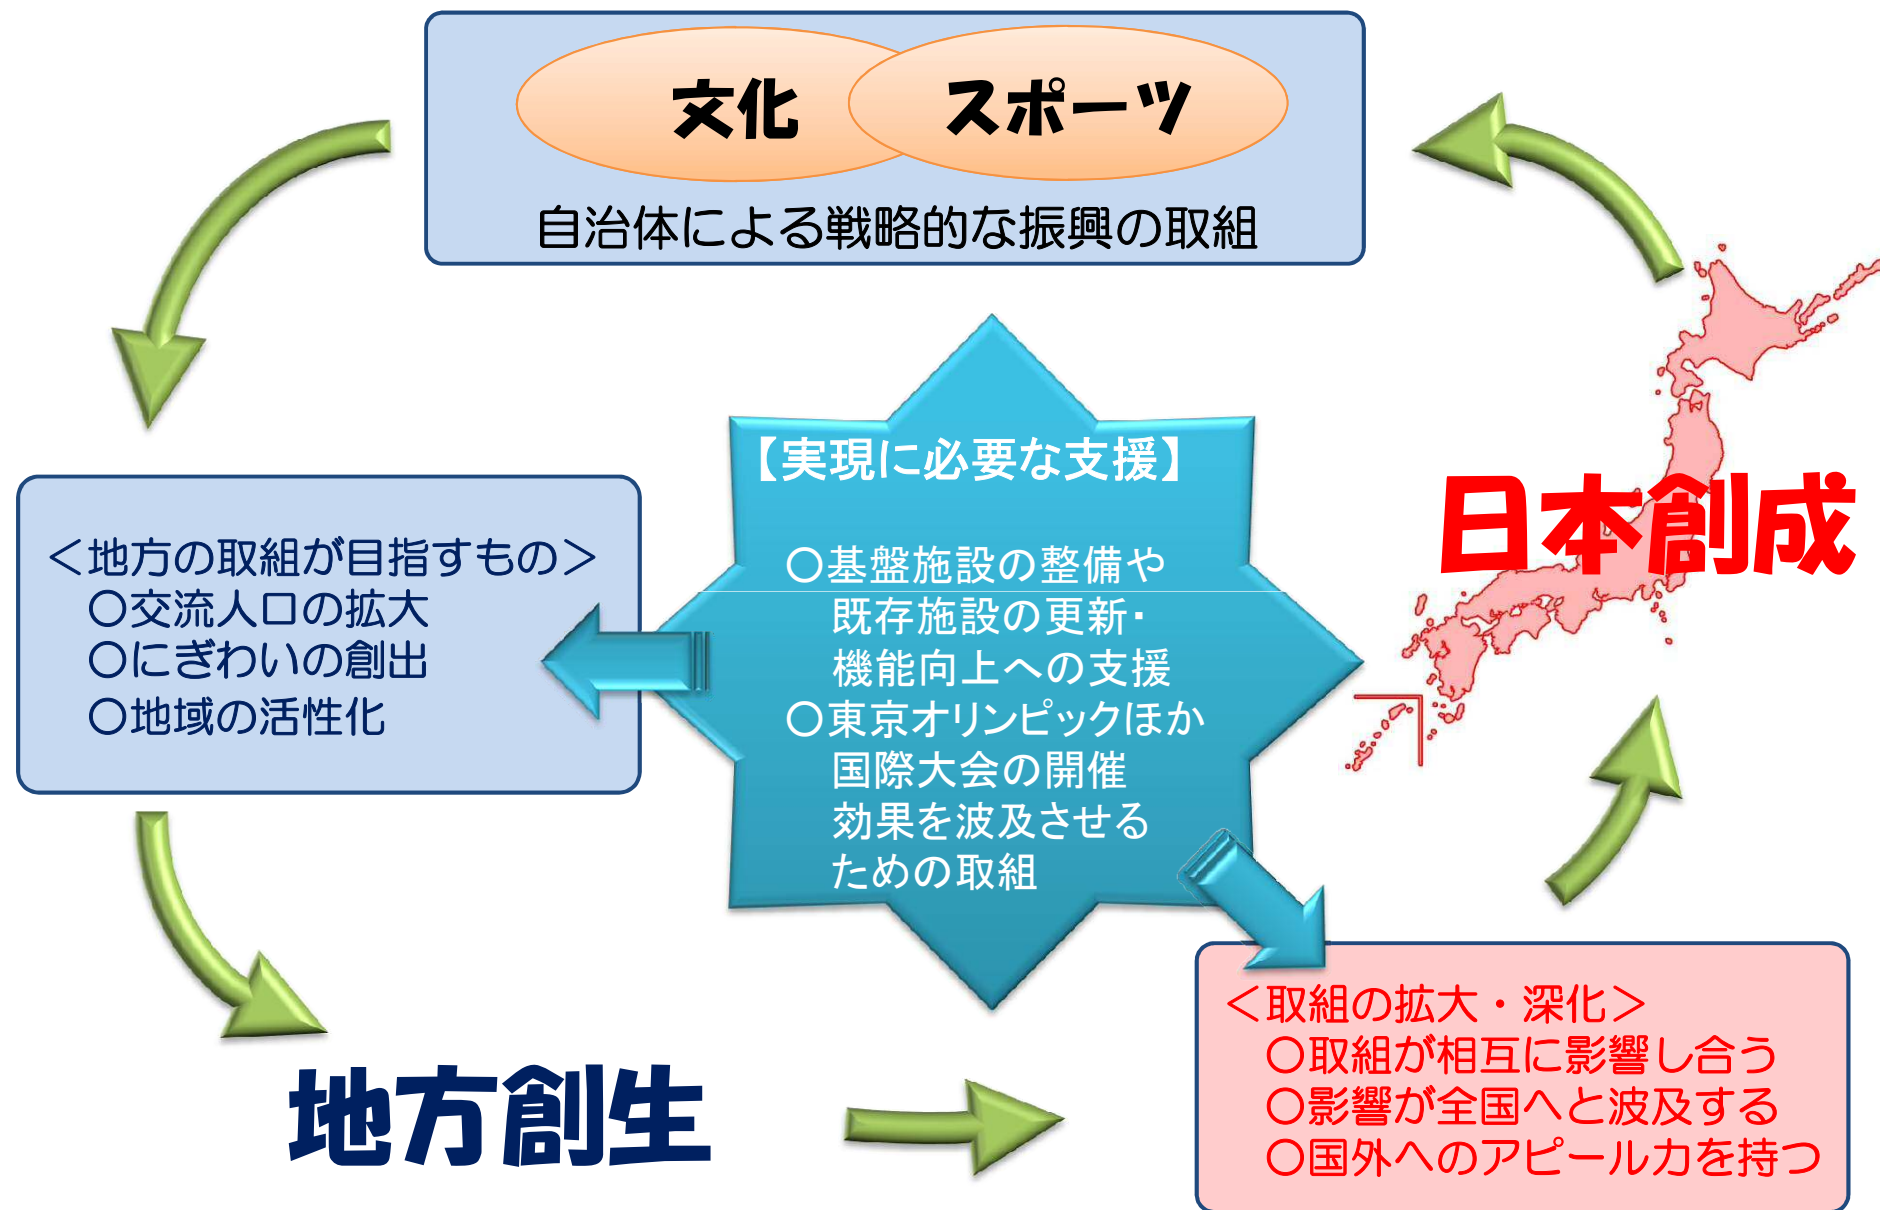 文化
スポーツ
自治体による戦略的な振興の取組
＜地方の取組が目指すもの＞
○交流人口の拡大
○にぎわいの創出
○地域の活性化
【実現に必要な支援】
○基盤施設の整備や
既存施設の更新・
機能向上への支援
○東京オリンピックほか
国際大会の開催
効果を波及させる
ための取組
日本創成
地方創生
＜取組の拡大・深化＞
○取組が相互に影響し合う
○影響が全国へと波及する
○国外へのアピール力を持つ